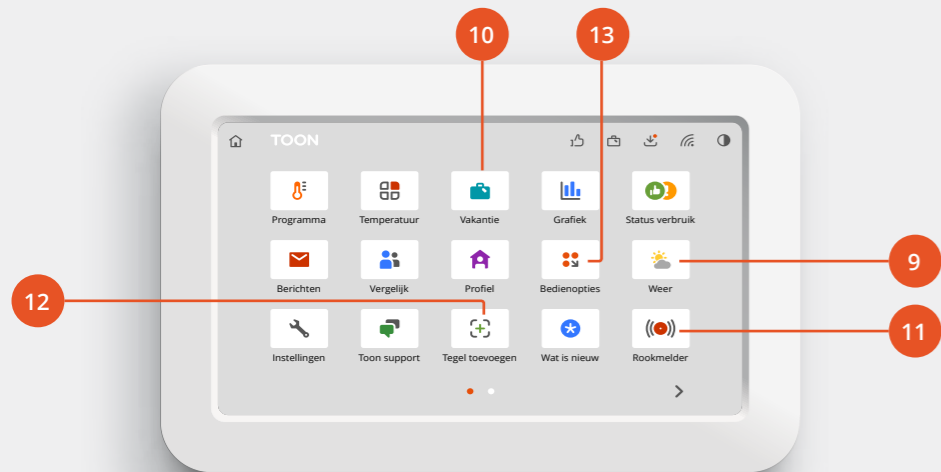 10
13
TOON
Programma
Temperatuur
Vakantie
Grafiek
Status verbruik
Berichten
Vergelijk
Profiel
Bedienopties
Weer
9
12
Instellingen
Toon support
Tegel toevoegen
Wat is nieuw
Rookmelder
11